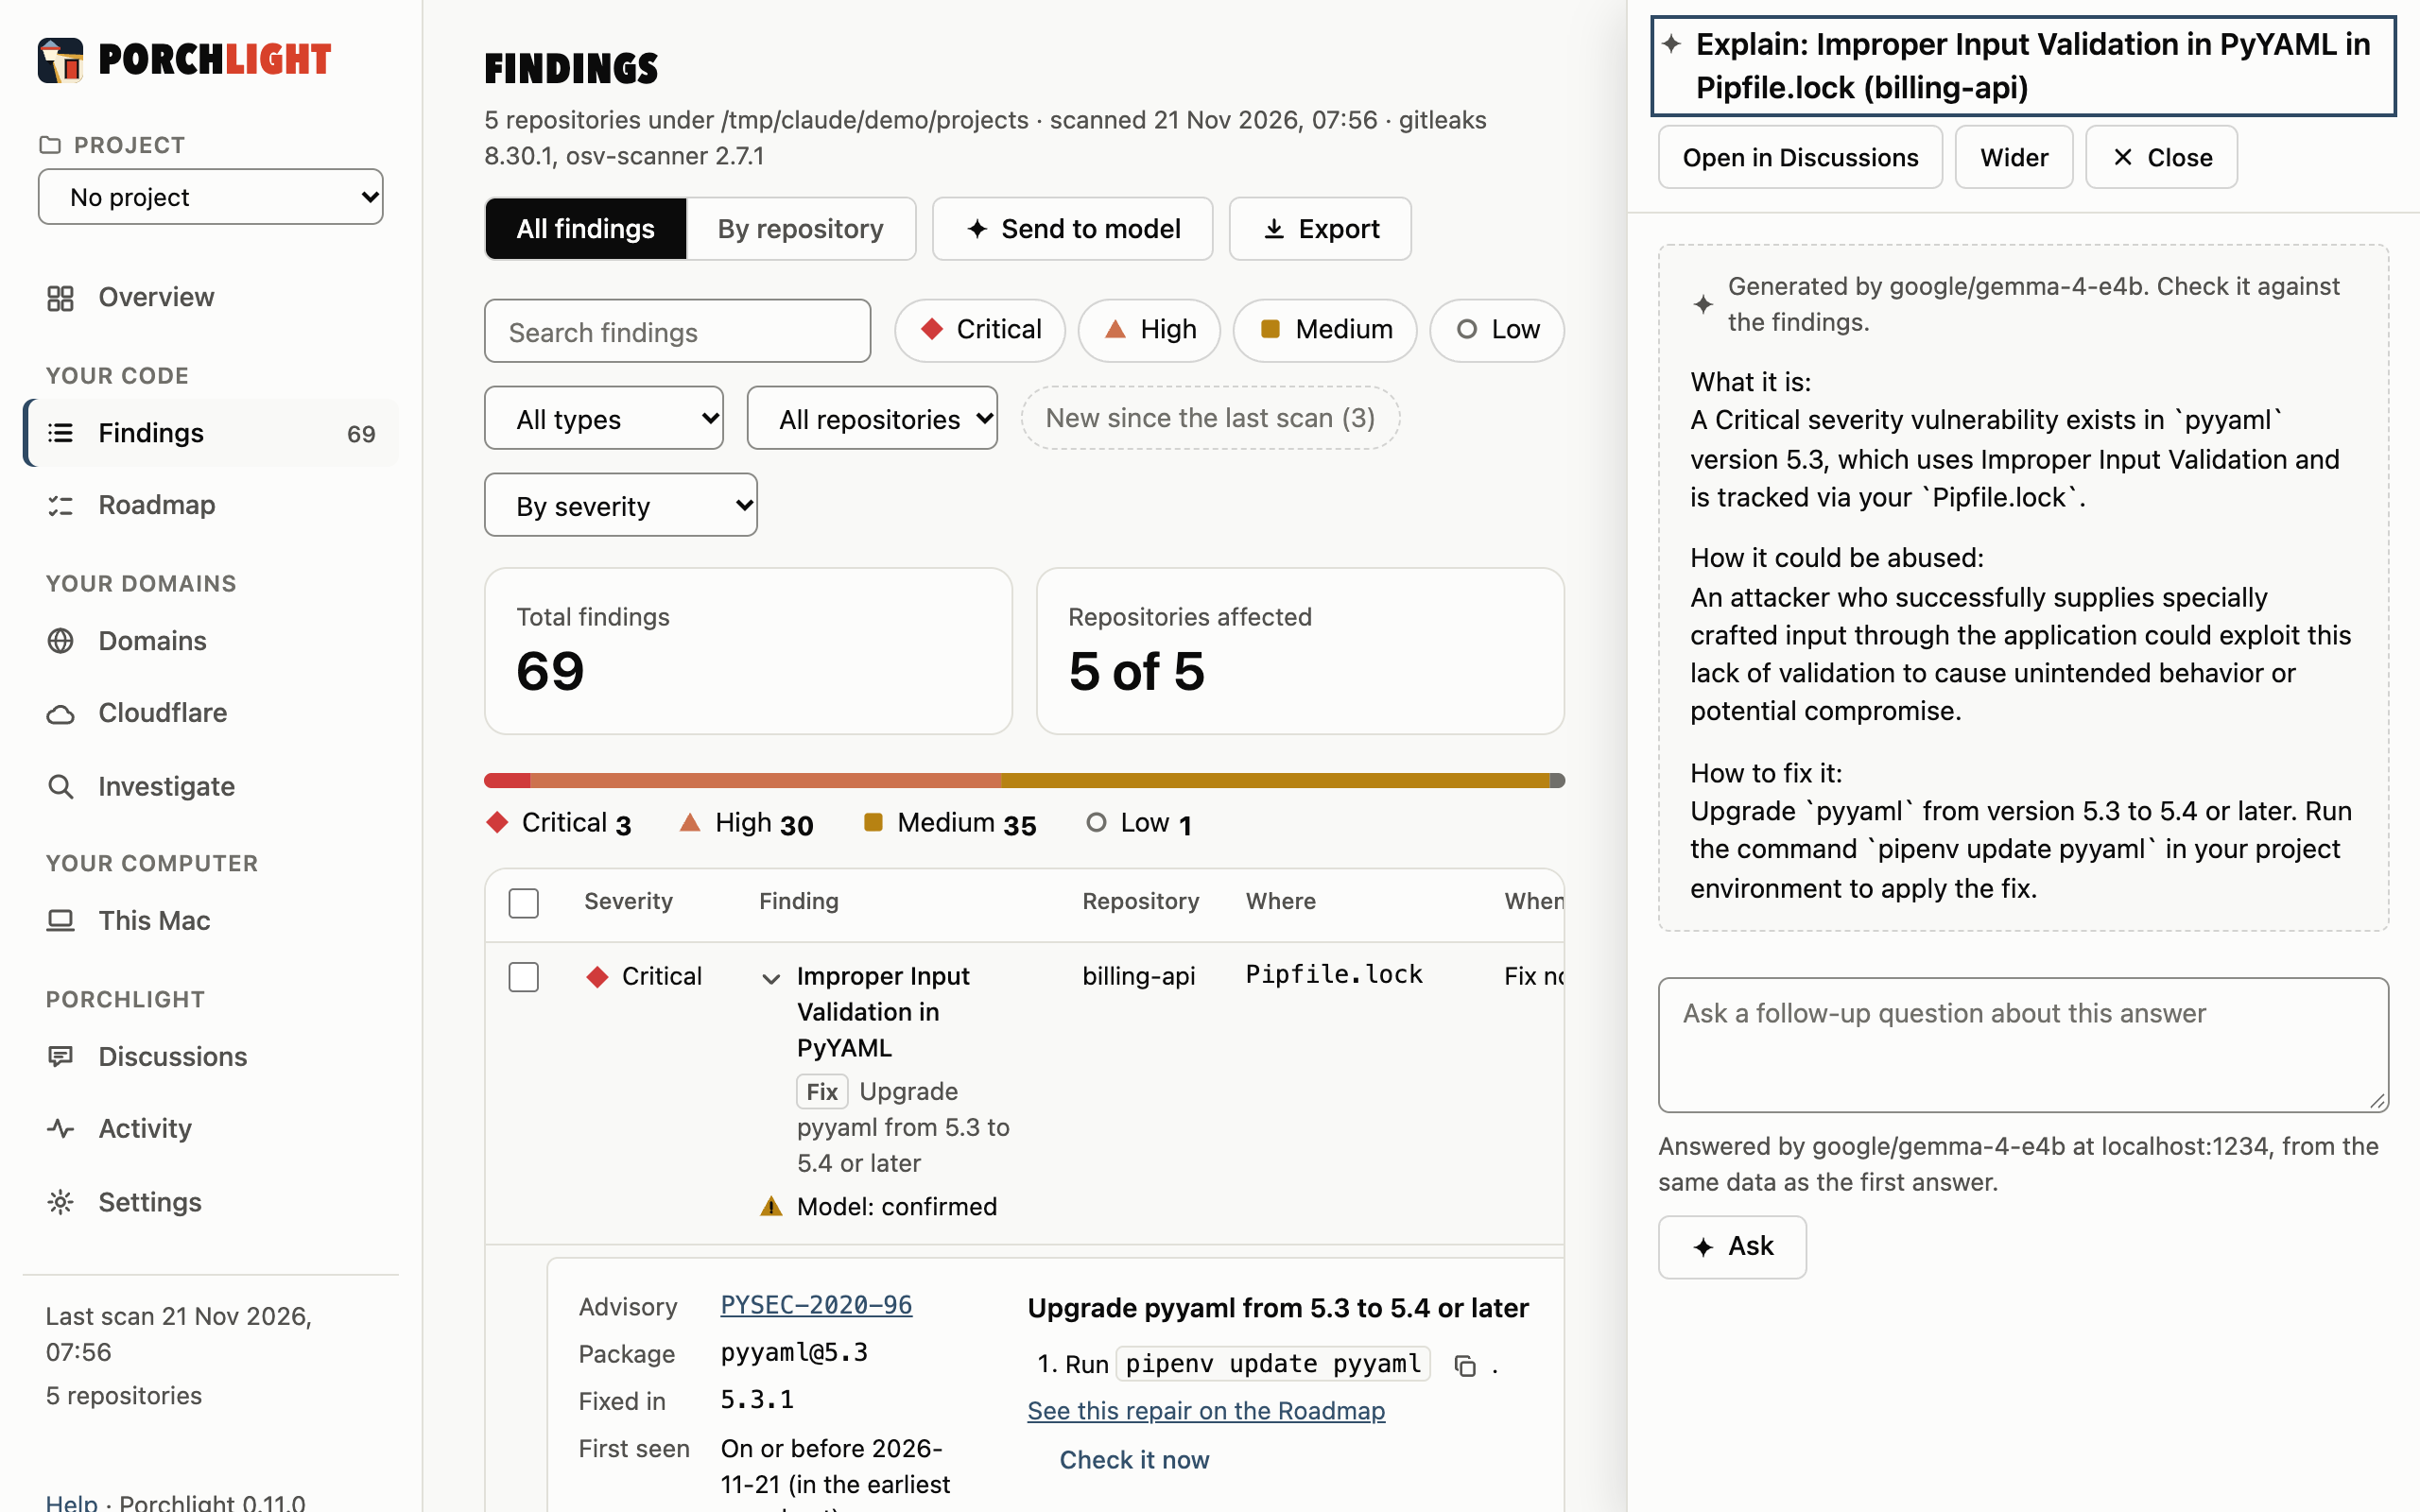 PORCHLIGHT
PROJECT
No project
Overview
YOUR CODE
Findings 69
Roadmap
YOUR DOMAINS
Domains
Cloudflare
Investigate
YOUR COMPUTER
This Mac
PORCHLIGHT
Discussions
Activity
Settings
Last scan 21 Nov 2026,
07:56
5 repositories
Help · Porchlight 0.11.0
FINDINGS
5 repositories under /tmp/claude/demo/projects · scanned 21 Nov 2026, 07:56 · gitleaks
8.30.1, osv-scanner 2.7.1
All findings By repository Send to model Export
Search findings Critical High Medium Low
All types All repositories New since the last scan (3)
By severity
Total findings
69
Repositories affected
5 of 5
Critical 3 High 30 Medium 35 Low 1
Severity Finding Repository Where When
Critical Improper Input billing-api Pipfile.lock Fix
Validation in
PyYAML
Fix Upgrade
pyyaml from 5.3 to
5.4 or later
Model: confirmed
Advisory PYSEC-2020-96
Package pyyaml@5.3
Fixed in 5.3.1
First seen On or before 2026-
11-21 (in the earliest
Upgrade pyyaml from 5.3 to 5.4 or later
1. Run pipenv update pyyaml .
See this repair on the Roadmap
Check it now
Explain: Improper Input Validation in PyYAML in
Pipfile.lock (billing-api)
Open in Discussions Wider Close
Generated by google/gemma-4-e4b. Check it against
the findings.
What it is:
A Critical severity vulnerability exists in `pyyaml`
version 5.3, which uses Improper Input Validation and
is tracked via your `Pipfile.lock`.
How it could be abused:
An attacker who successfully supplies specially
crafted input through the application could exploit this
lack of validation to cause unintended behavior or
potential compromise.
How to fix it:
Upgrade `pyyaml` from version 5.3 to 5.4 or later. Run
the command `pipenv update pyyaml` in your project
environment to apply the fix.
Ask a follow-up question about this answer
Answered by google/gemma-4-e4b at localhost:1234, from the
same data as the first answer.
Ask